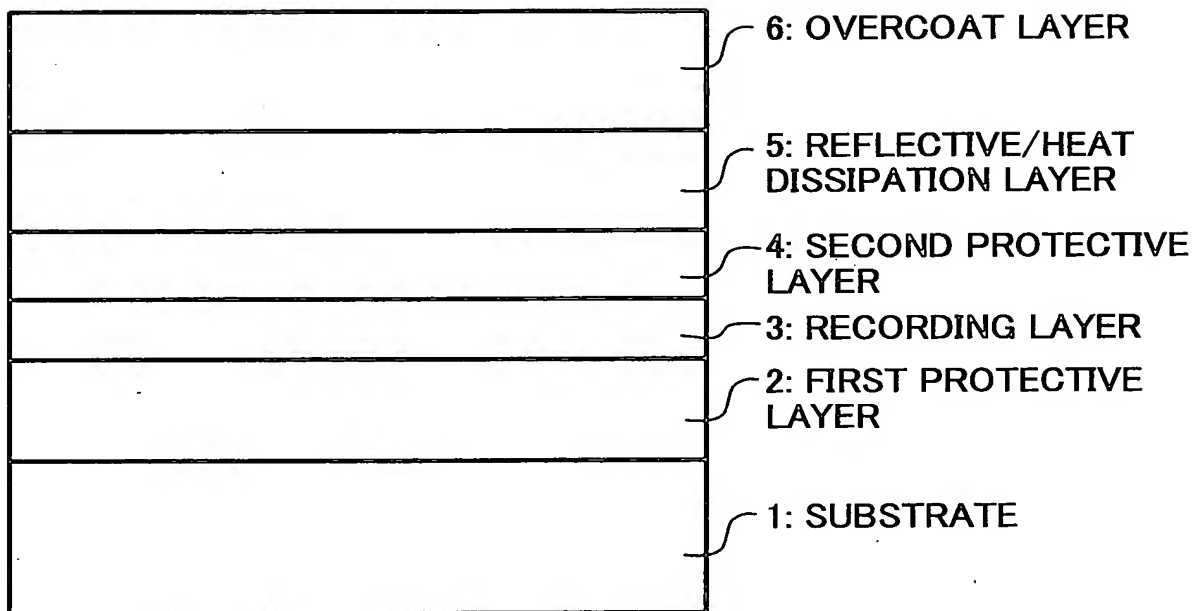 6: OVERCOAT LAYER
5: REFLECTIVE/HEAT
DISSIPATION LAYER
4: SECOND PROTECTIVE
LAYER
3: RECORDING LAYER
2: FIRST PROTECTIVE
LAYER
1: SUBSTRATE